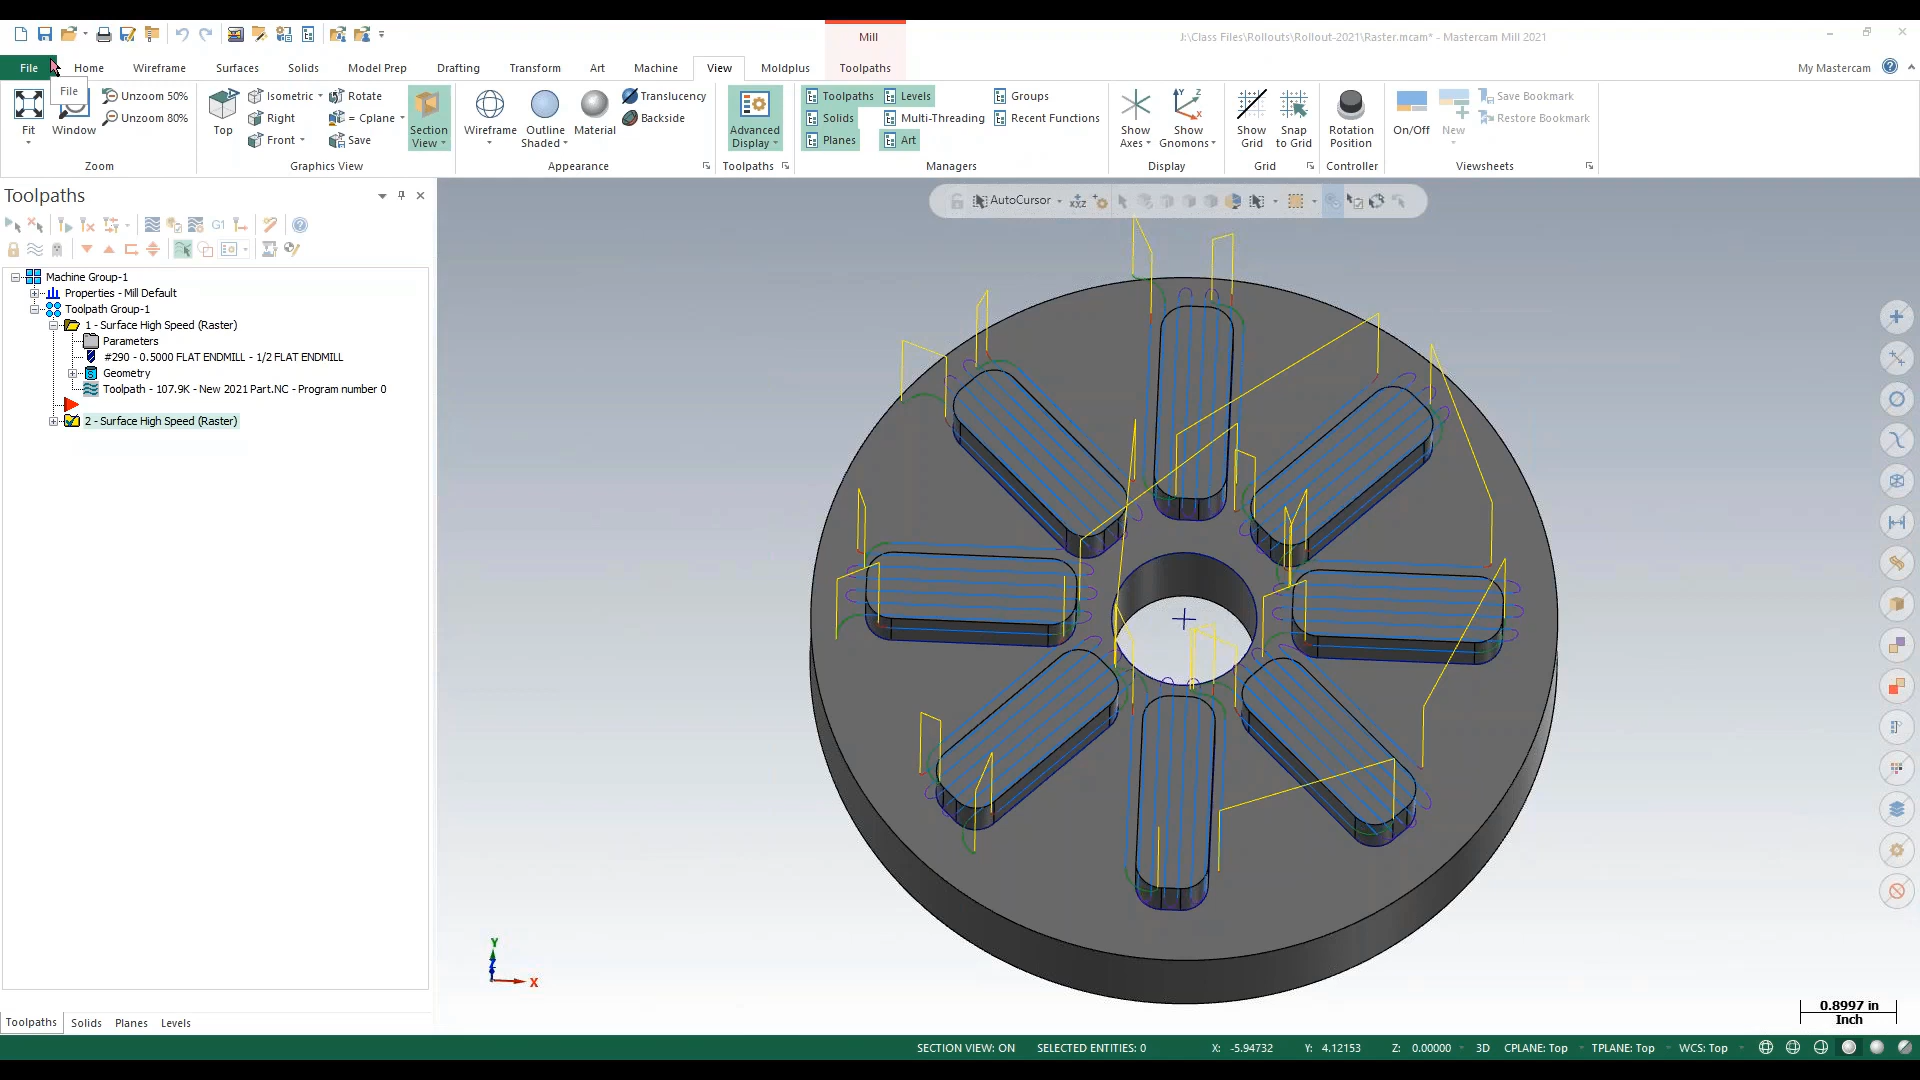 Mill
J:\Class Files\Rollouts\Rollout-2021\Raster.mcam* - Mastercam Mill 2021
File Home Wireframe Surfaces Solids Model Prep Drafting Transform Art Machine View Moldplus Toolpaths My Mastercam
File
Fit Window Unzoom 50% Unzoom 80%
Zoom
Top Isometric Right Front Rotate = Cplane Save Section View
Graphics View
Wireframe Outline Shaded Material Translucency Backside
Appearance
Advanced Display
Toolpaths
Toolpaths Levels Groups
Solids Multi-Threading Recent Functions
Planes Art
Managers
Show Axes Show Gnomons
Display
Show Grid Snap to Grid
Grid
Rotation Position
Controller
On/Off New Save Bookmark Restore Bookmark
Viewsheets
Toolpaths
G1
AutoCursor
XYZ
Machine Group-1
Properties - Mill Default
Toolpath Group-1
1 - Surface High Speed (Raster)
Parameters
#290 - 0.5000 FLAT ENDMILL - 1/2 FLAT ENDMILL
Geometry
Toolpath - 107.9K - New 2021 Part.NC - Program number 0
2 - Surface High Speed (Raster)
Y
X
0.8997 in
Inch
Toolpaths Solids Planes Levels
SECTION VIEW: ON SELECTED ENTITIES: 0 X: -5.94732 Y: 4.12153 Z: 0.00000 3D CPLANE: Top TPLANE: Top WCS: Top